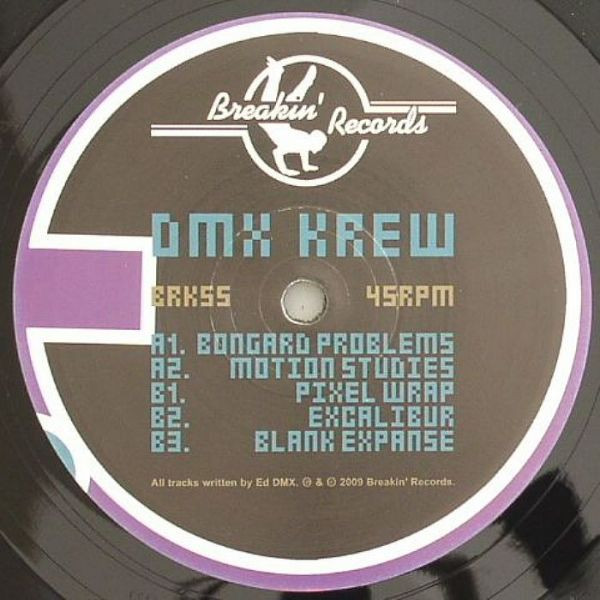 Breakin' Records
DMX KREW
BRK55 45RPM
A1. BONGARD PROBLEMS
A2. MOTION STUDIES
B1. PIXEL WRAP
B2. EXCALIBUR
B3. BLANK EXPANSE
All tracks written by Ed DMX. ℗ & © 2009 Breakin' Records.